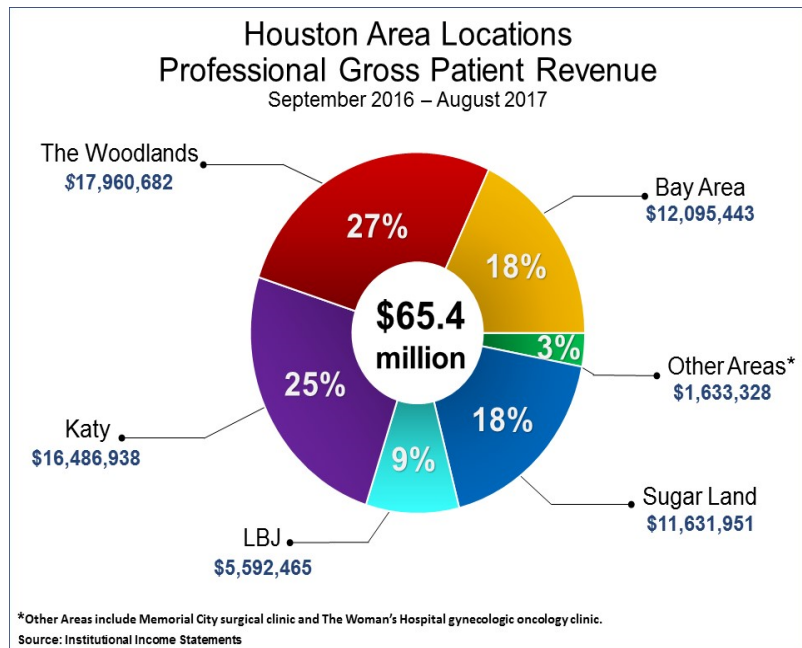 Houston Area Locations
Professional Gross Patient Revenue
September 2016 – August 2017
The Woodlands
$17,960,682
Bay Area
$12,095,443
27%
18%
$65.4
million
3%
Other Areas*
$1,633,328
25%
18%
Katy
$16,486,938
9%
Sugar Land
$11,631,951
LBJ
$5,592,465
*Other Areas include Memorial City surgical clinic and The Woman's Hospital gynecologic oncology clinic.
Source: Institutional Income Statements